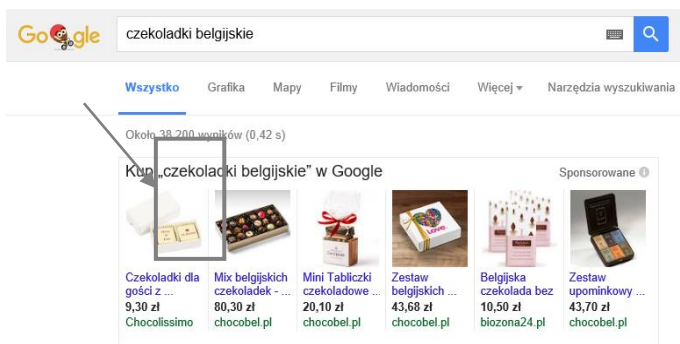 Google
czekoladki belgijskie
Wszystko Grafika Mapy Filmy Wiadomości Więcej Narzędzia wyszukiwania
Około 38 200 wyników (0,42 s)
Kup „czekoladki belgijskie” w Google Sponsorowane
Love
Czekoladki dla
gości z ...
9,30 zł
Chocolissimo
Mix belgijskich
czekoladek - ...
80,30 zł
chocobel.pl
Mini Tabliczki
czekoladowe ...
20,10 zł
chocobel.pl
Zestaw
belgijskich ...
43,68 zł
chocobel.pl
Belgijska
czekolada bez
10,50 zł
biozona24.pl
Zestaw
upominkowy ...
43,70 zł
chocobel.pl